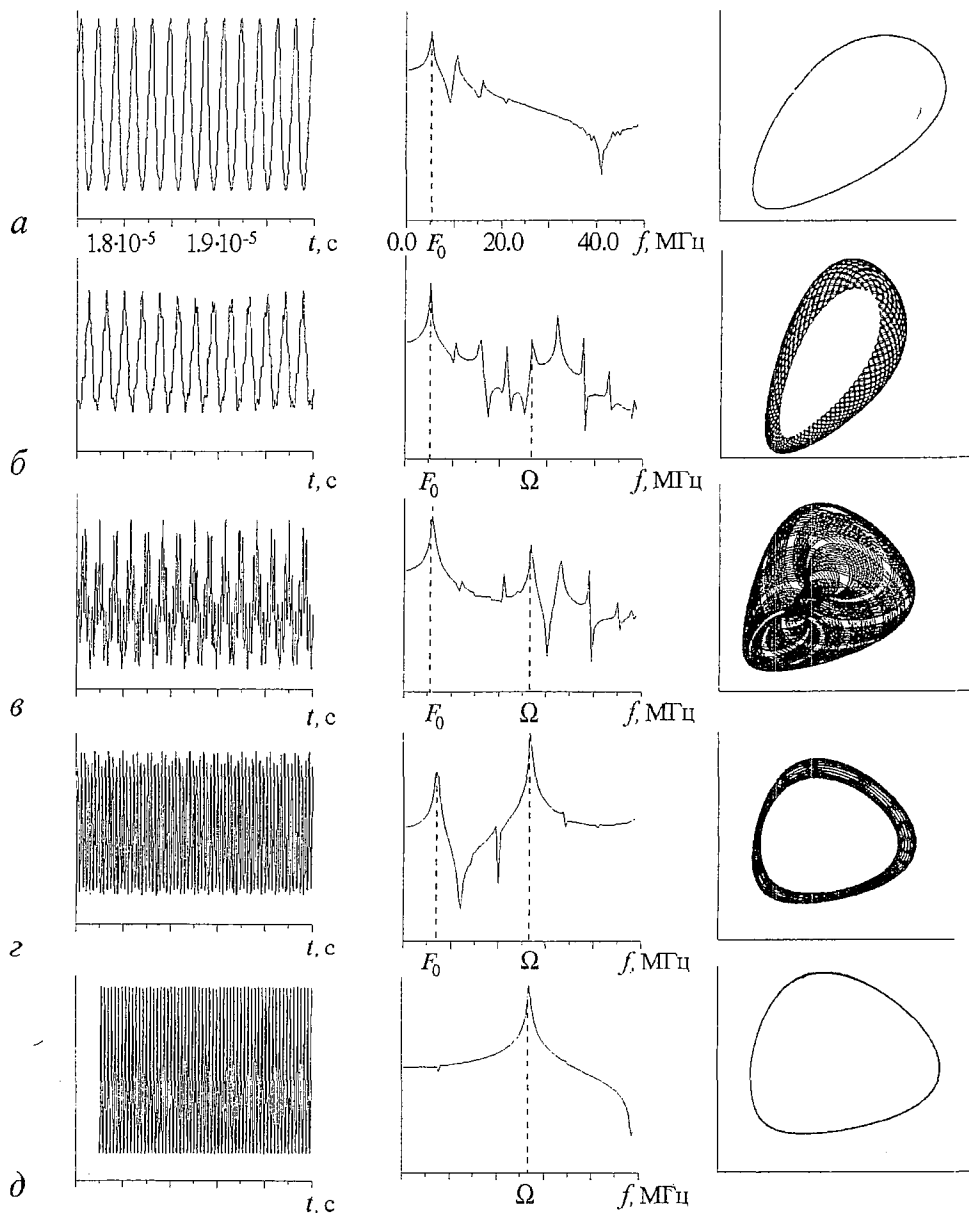 а
1.8·10⁻⁵ 1.9·10⁻⁵ t, с
0.0 F₀ 20.0 40.0 f, МГц
б
t, с
F₀ Ω f, МГц
в
t, с
F₀ Ω f, МГц
г
t, с
F₀ Ω f, МГц
д
t, с
Ω f, МГц